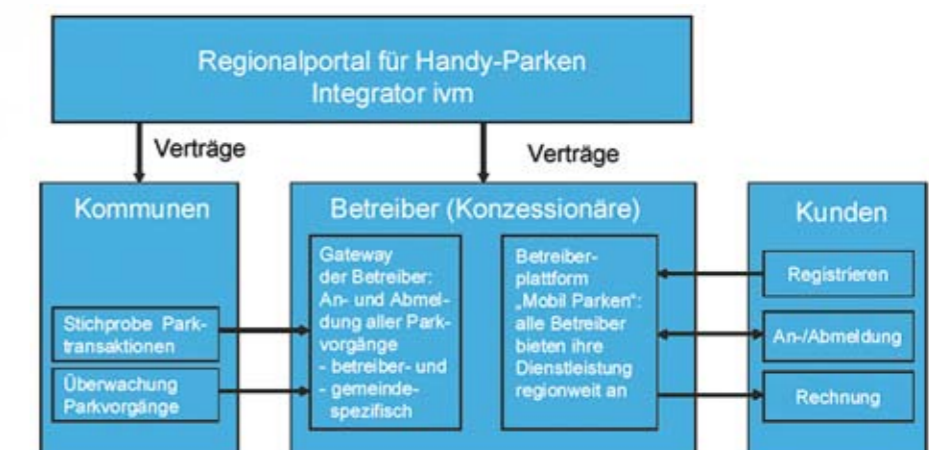 Regionalportal für Handy-Parken
Integrator ivm
Verträge
Verträge
Kommunen
Stichprobe Park-
transaktionen
Überwachung
Parkvorgänge
Betreiber (Konzessionäre)
Gateway
der Betreiber:
An- und Abmel-
dung aller Park-
vorgänge
- betreiber- und
- gemeinde-
spezifisch
Betreiber-
plattform
„Mobil Parken“:
alle Betreiber
bieten ihre
Dienstleistung
regionweit an
Kunden
Registrieren
An-/Abmeldung
Rechnung